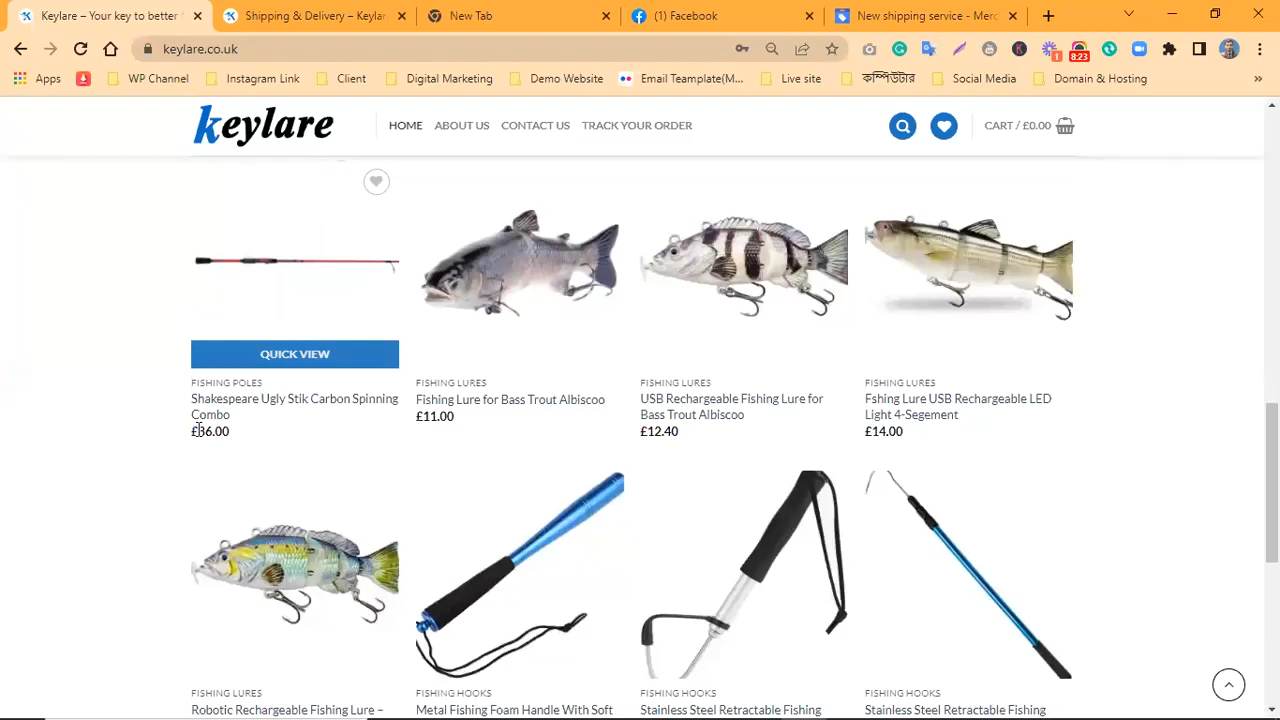 Keylare – Your key to better f
Shipping & Delivery – Keylare
New Tab
(1) Facebook
New shipping service - Merc
keylare.co.uk
1
8:23
Apps
WP Channel
Instagram Link
Client
Digital Marketing
Demo Website
Email Teamplate(M...
Live site
কম্পিউটার
Social Media
Domain & Hosting
»
keylare
HOME
ABOUT US
CONTACT US
TRACK YOUR ORDER
CART / £0.00
QUICK VIEW
FISHING POLES
Shakespeare Ugly Stik Carbon Spinning
Combo
£36.00
FISHING LURES
Fishing Lure for Bass Trout Albiscoo
£11.00
FISHING LURES
USB Rechargeable Fishing Lure for
Bass Trout Albiscoo
£12.40
FISHING LURES
Fshing Lure USB Rechargeable LED
Light 4-Segement
£14.00
FISHING LURES
Robotic Rechargeable Fishing Lure –
FISHING HOOKS
Metal Fishing Foam Handle With Soft
FISHING HOOKS
Stainless Steel Retractable Fishing
FISHING HOOKS
Stainless Steel Retractable Fishing